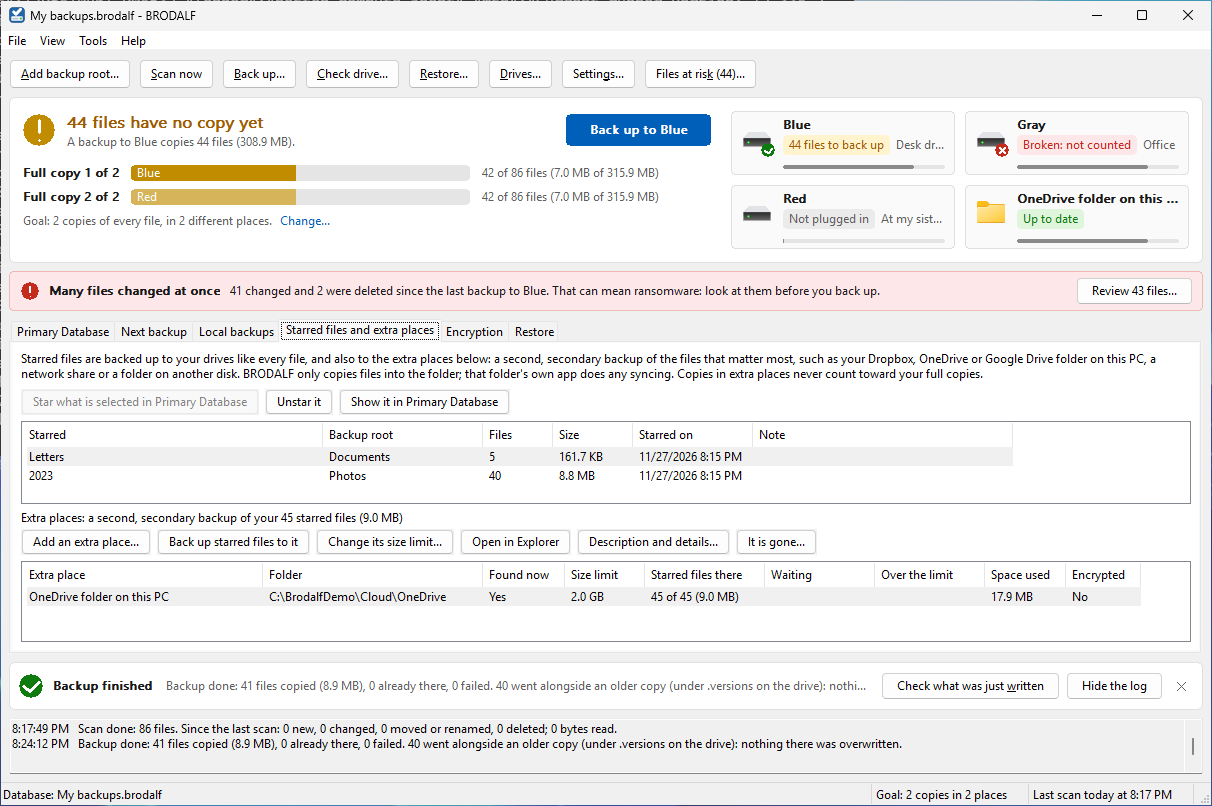 My backups.brodalf - BRODALF
File View Tools Help
Add backup root... Scan now Back up... Check drive... Restore... Drives... Settings... Files at risk (44)...
44 files have no copy yet
A backup to Blue copies 44 files (308.9 MB).
Back up to Blue
Full copy 1 of 2 Blue 42 of 86 files (7.0 MB of 315.9 MB)
Full copy 2 of 2 Red 42 of 86 files (7.0 MB of 315.9 MB)
Goal: 2 copies of every file, in 2 different places. Change...
Blue
44 files to back up Desk dr...
Gray
Broken: not counted Office
Red
Not plugged in At my sist...
OneDrive folder on this ...
Up to date
Many files changed at once 41 changed and 2 were deleted since the last backup to Blue. That can mean ransomware: look at them before you back up. Review 43 files...
Primary Database Next backup Local backups Starred files and extra places Encryption Restore
Starred files are backed up to your drives like every file, and also to the extra places below: a second, secondary backup of the files that matter most, such as your Dropbox, OneDrive or Google Drive folder on this PC, a
network share or a folder on another disk. BRODALF only copies files into the folder; that folder's own app does any syncing. Copies in extra places never count toward your full copies.
Star what is selected in Primary Database Unstar it Show it in Primary Database
Starred Backup root Files Size Starred on Note
Letters Documents 5 161.7 KB 11/27/2026 8:15 PM
2023 Photos 40 8.8 MB 11/27/2026 8:15 PM
Extra places: a second, secondary backup of your 45 starred files (9.0 MB)
Add an extra place... Back up starred files to it Change its size limit... Open in Explorer Description and details... It is gone...
Extra place Folder Found now Size limit Starred files there Waiting Over the limit Space used Encrypted
OneDrive folder on this PC C:\BrodalfDemo\Cloud\OneDrive Yes 2.0 GB 45 of 45 (9.0 MB) 17.9 MB No
Backup finished Backup done: 41 files copied (8.9 MB), 0 already there, 0 failed. 40 went alongside an older copy (under .versions on the drive): nothi... Check what was just written Hide the log
8:17:49 PM Scan done: 86 files. Since the last scan: 0 new, 0 changed, 0 moved or renamed, 0 deleted; 0 bytes read.
8:24:12 PM Backup done: 41 files copied (8.9 MB), 0 already there, 0 failed. 40 went alongside an older copy (under .versions on the drive): nothing there was overwritten.
Database: My backups.brodalf Goal: 2 copies in 2 places Last scan today at 8:17 PM